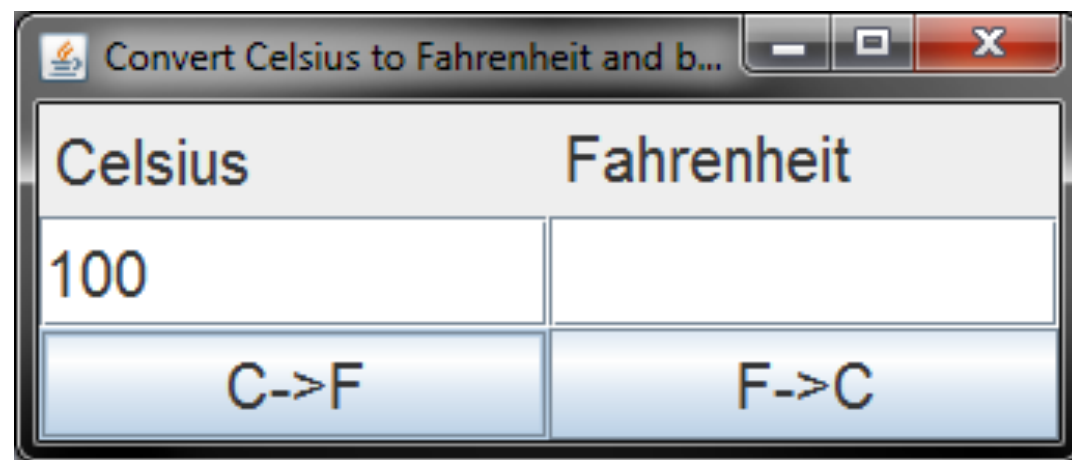 Convert Celsius to Fahrenheit and b...
Celsius Fahrenheit
100
C->F F->C